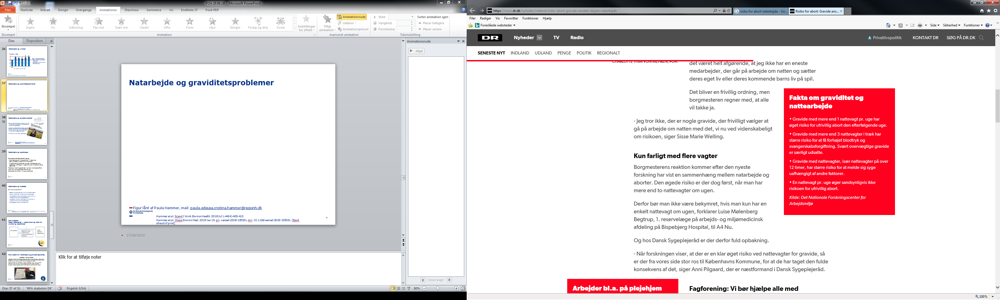 FOA 29.08.19 - Microsoft PowerPoint
Filer Startside Indsæt Design Overgange Animationer Diasshow Gennemse Vis EndNote X7 Foxit PDF
Eksempel
Ingen Vis Udtoning Flyv ind Svæv ind Opdel Vifte Form Hjul Streger Forøg og drej Zoom
Indstillinger for effekt
Tilføj animation
Animationsrude
Udløser
Animationspensel
Start:
Varighed:
Forsinkelse:
Sorter animation igen
Placer tidligere
Placer senere
Eksempel Animation Avanceret animation Tidsindstilling
Dias Disposition
36
Natarbejde og ulykker
37
Natarbejde og graviditetsproblemer
38
Natarbejde og spontane aborter
39
Natarbejde og sygefravær
40
Natarbejde og diabetes
41
Nye projekter
42
Nyt projekt om natarbejde og glukoseregulering
Natarbejde og graviditetsproblemer
Figur lånt af Paula Hammer, mail: paula.edeusa.cristina.hammer@regionh.dk
Det Nationale Forskningscenter
for Arbejdsmiljø
Hammer et al. Scand J Work Environ Health. 2018 Jul 1;44(4):403-413
Hammer et al. Occup Environ Med. 2019 Jan 19. pii: oemed-2018-105331. doi: 10.1136/oemed-2018-105331. [Epub
ahead of print]
37
27/08/2019
Klik for at tilføje noter
Animationsrude
Afspil
Omarranger
Dias 37 of 51 "NFA skabelon DK" Engelsk (USA) 80%
https://www.dr.dk/nyheder/indland/risiko-abort-gravide-ansatte-slipper-natarbejde
risiko for abort natarbejde - Go...
Risiko for abort: Gravide ans...
Filer Rediger Vis Favoritter Funktioner Hjælp
Foreslåede websteder
Side Sikkerhed Funktioner
DR Nyheder TV Radio
Privatlivspolitik KONTAKT DR SØG PÅ DR.DK
SENESTE NYT INDLAND UDLAND PENGE POLITIK REGIONALT
CHARLOTTE THIM VON MEHREN, FOA.
det været helt afgørende, at jeg ikke har en eneste
medarbejder, der går på arbejde om natten og sætter
deres eget liv eller deres kommende barns liv på spil.
Det bliver en frivillig ordning, men
borgmesteren regner med, at alle
vil takke ja.
- Jeg tror ikke, der er nogle gravide, der frivilligt vælger at
gå på arbejde om natten med det, vi nu ved videnskabeligt
om risikoen, siger Sisse Marie Welling.
Kun farligt med flere vagter
Borgmesterens reaktion kommer efter den nyeste
forskning har vist en sammenhæng mellem natarbejde og
aborter. Den øgede risiko er der dog først, når man har
mere end to nattevagter om ugen.
Derfor bør man ikke være bekymret, hvis man kun har en
enkelt nattevagt om ugen, forklarer Luise Mølenberg
Begtrup, 1. reservelæge på arbejds- og miljømedicinsk
afdeling på Bispebjerg Hospital, til A4 Nu.
Og hos Dansk Sygeplejeråd er der derfor fuld opbakning.
- Når forskningen viser, at der er en klar øget risiko ved nattevagter for gravide, så
er der fra vores side stor ros til Københavns Kommune, for at de har taget den fulde
konsekvens af det, siger Anni Pilgaard, der er næstformand i Dansk Sygeplejeråd.
Fakta om graviditet og
nattearbejde
• Gravide med mere end 1 nattevagt pr. uge har
øget risiko for ufrivillig abort den efterfølgende uge.
• Gravide med mere end 3 nattevagter i træk har
større risiko for at få forhøjet blodtryk og
svangerskabsforgiftning. Svært overvægtige gravide
er særligt udsatte.
• Gravide med nattevagter, især nattevagter på over
12 timer, har større risiko for at melde sig syge
uafhængigt af andre faktorer.
• En nattevagt pr. uge øger sandsynligvis ikke
risikoen for ufrivillig abort.
Kilde: Det Nationale Forskningscenter for
Arbejdsmiljø
Arbejder bl.a. på plejehjem
Fagforening: Vi bør hjælpe alle med
100%